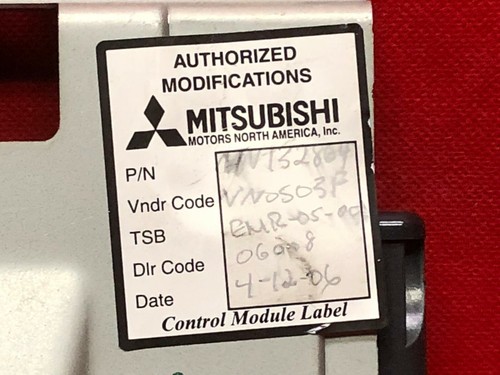 AUTHORIZED
MODIFICATIONS
MITSUBISHI
MOTORS NORTH AMERICA, Inc.
P/N
Vndr Code VN0S03F
TSB
Dlr Code
Date 4-12-06
Control Module Label